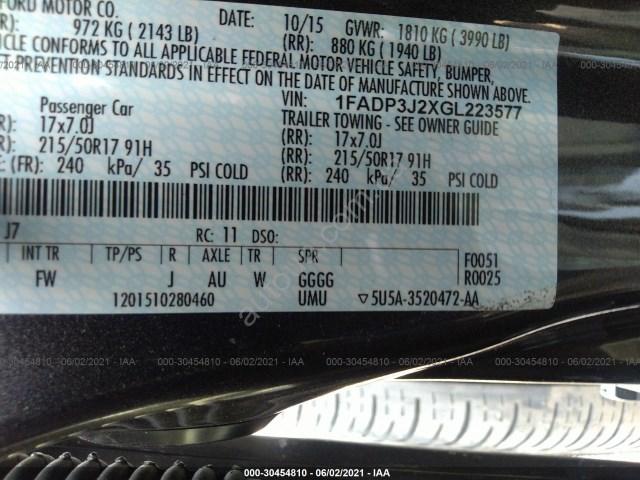 FORD MOTOR CO. DATE: 10/15 GVWR: 1810 KG ( 3990 LB)
R): 972 KG ( 2143 LB) (RR): 880 KG ( 1940 LB)
CLE CONFORMS TO ALL APPLICABLE FEDERAL MOTOR VEHICLE SAFETY, BUMPER,
PREVENTION STANDARDS IN EFFECT ON THE DATE OF MANUFACTURE SHOWN ABOVE.
VIN: 1FADP3J2XGL223577
Passenger Car TRAILER TOWING - SEE OWNER GUIDE
R): 17x7.0J (RR): 17x7.0J
R): 215/50R17 91H (RR): 215/50R17 91H
E: (FR): 240 kPa/ 35 PSI COLD (RR): 240 kPa/ 35 PSI COLD
J7 RC: 11 DSO:
INT TR TP/PS R AXLE TR SPR F0051
FW J AU W GGGG R0025
1201510280460 UMU ▽5U5A-3520472-AA
000-30454810 - 06/02/2021 - IAA
000-30454810 - 06/02/2021 - IAA
000-30454810 - 06/02/2021 - IAA